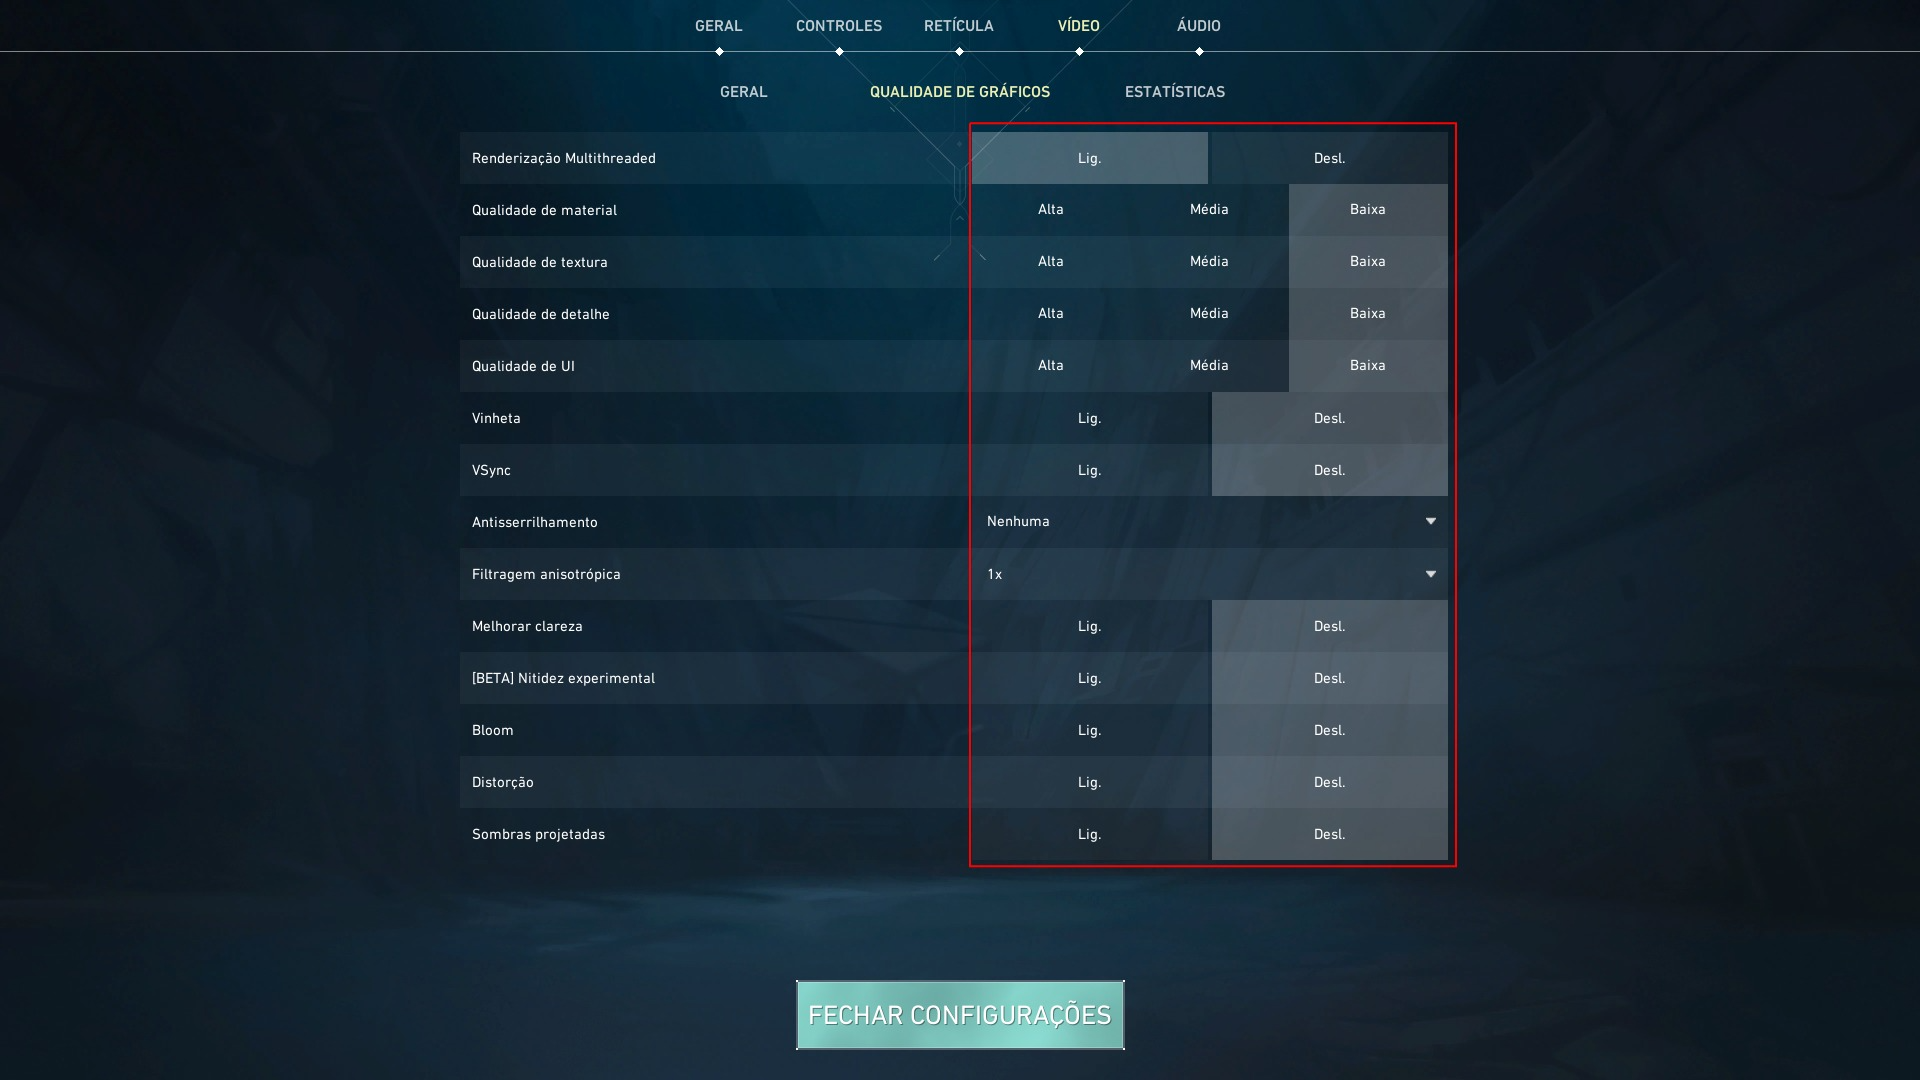 GERAL CONTROLES RETÍCULA VÍDEO ÁUDIO
GERAL QUALIDADE DE GRÁFICOS ESTATÍSTICAS
Renderização Multithreaded Lig. Desl.
Qualidade de material Alta Média Baixa
Qualidade de textura Alta Média Baixa
Qualidade de detalhe Alta Média Baixa
Qualidade de UI Alta Média Baixa
Vinheta Lig. Desl.
VSync Lig. Desl.
Antisserrilhamento Nenhuma
Filtragem anisotrópica 1x
Melhorar clareza Lig. Desl.
[BETA] Nitidez experimental Lig. Desl.
Bloom Lig. Desl.
Distorção Lig. Desl.
Sombras projetadas Lig. Desl.
FECHAR CONFIGURAÇÕES